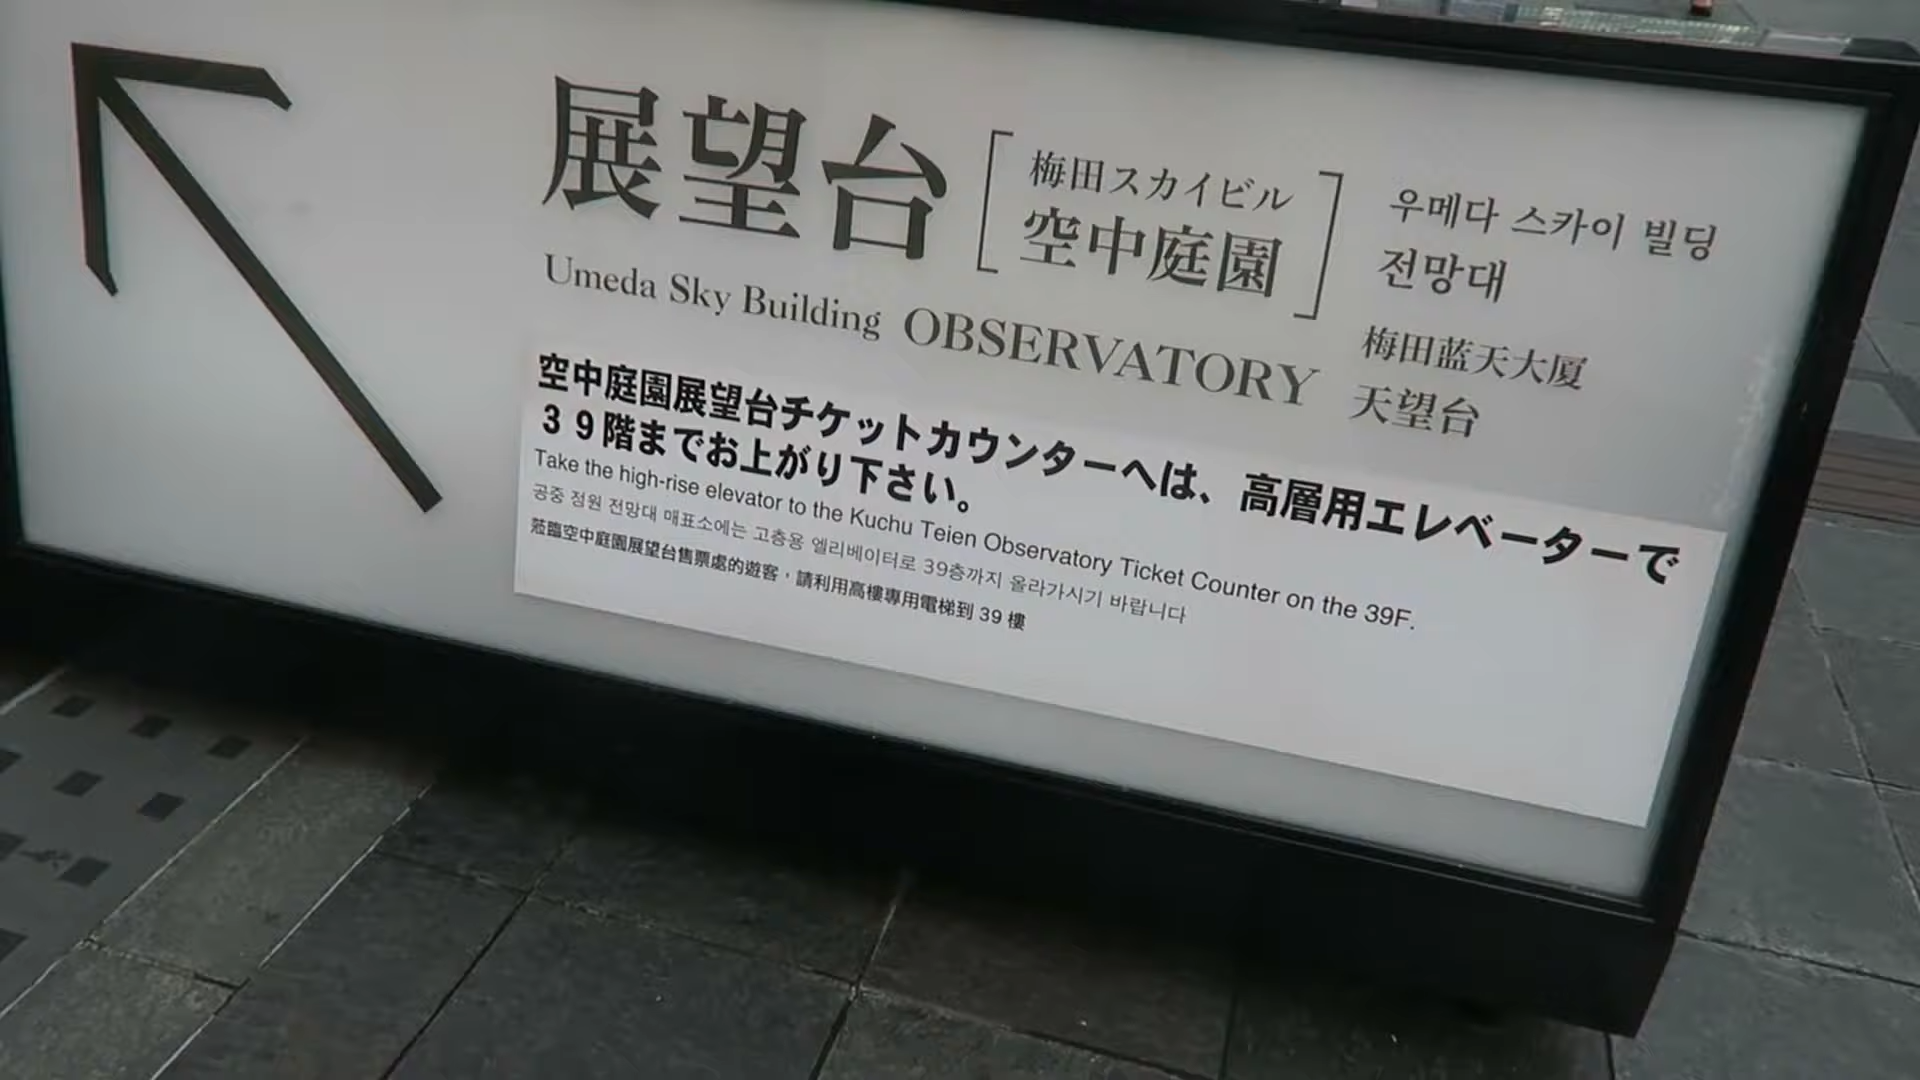 展望台
梅田スカイビル
空中庭園
우메다 스카이 빌딩
전망대
Umeda Sky Building OBSERVATORY
梅田蓝天大厦
天望台
空中庭園展望台チケットカウンターへは、高層用エレベーターで
３９階までお上がり下さい。
Take the high-rise elevator to the Kuchu Teien Observatory Ticket Counter on the 39F.
공중 정원 전망대 매표소에는 고층용 엘리베이터로 39층까지 올라가시기 바랍니다
蒞臨空中庭園展望台售票處的遊客，請利用高樓專用電梯到 39 樓